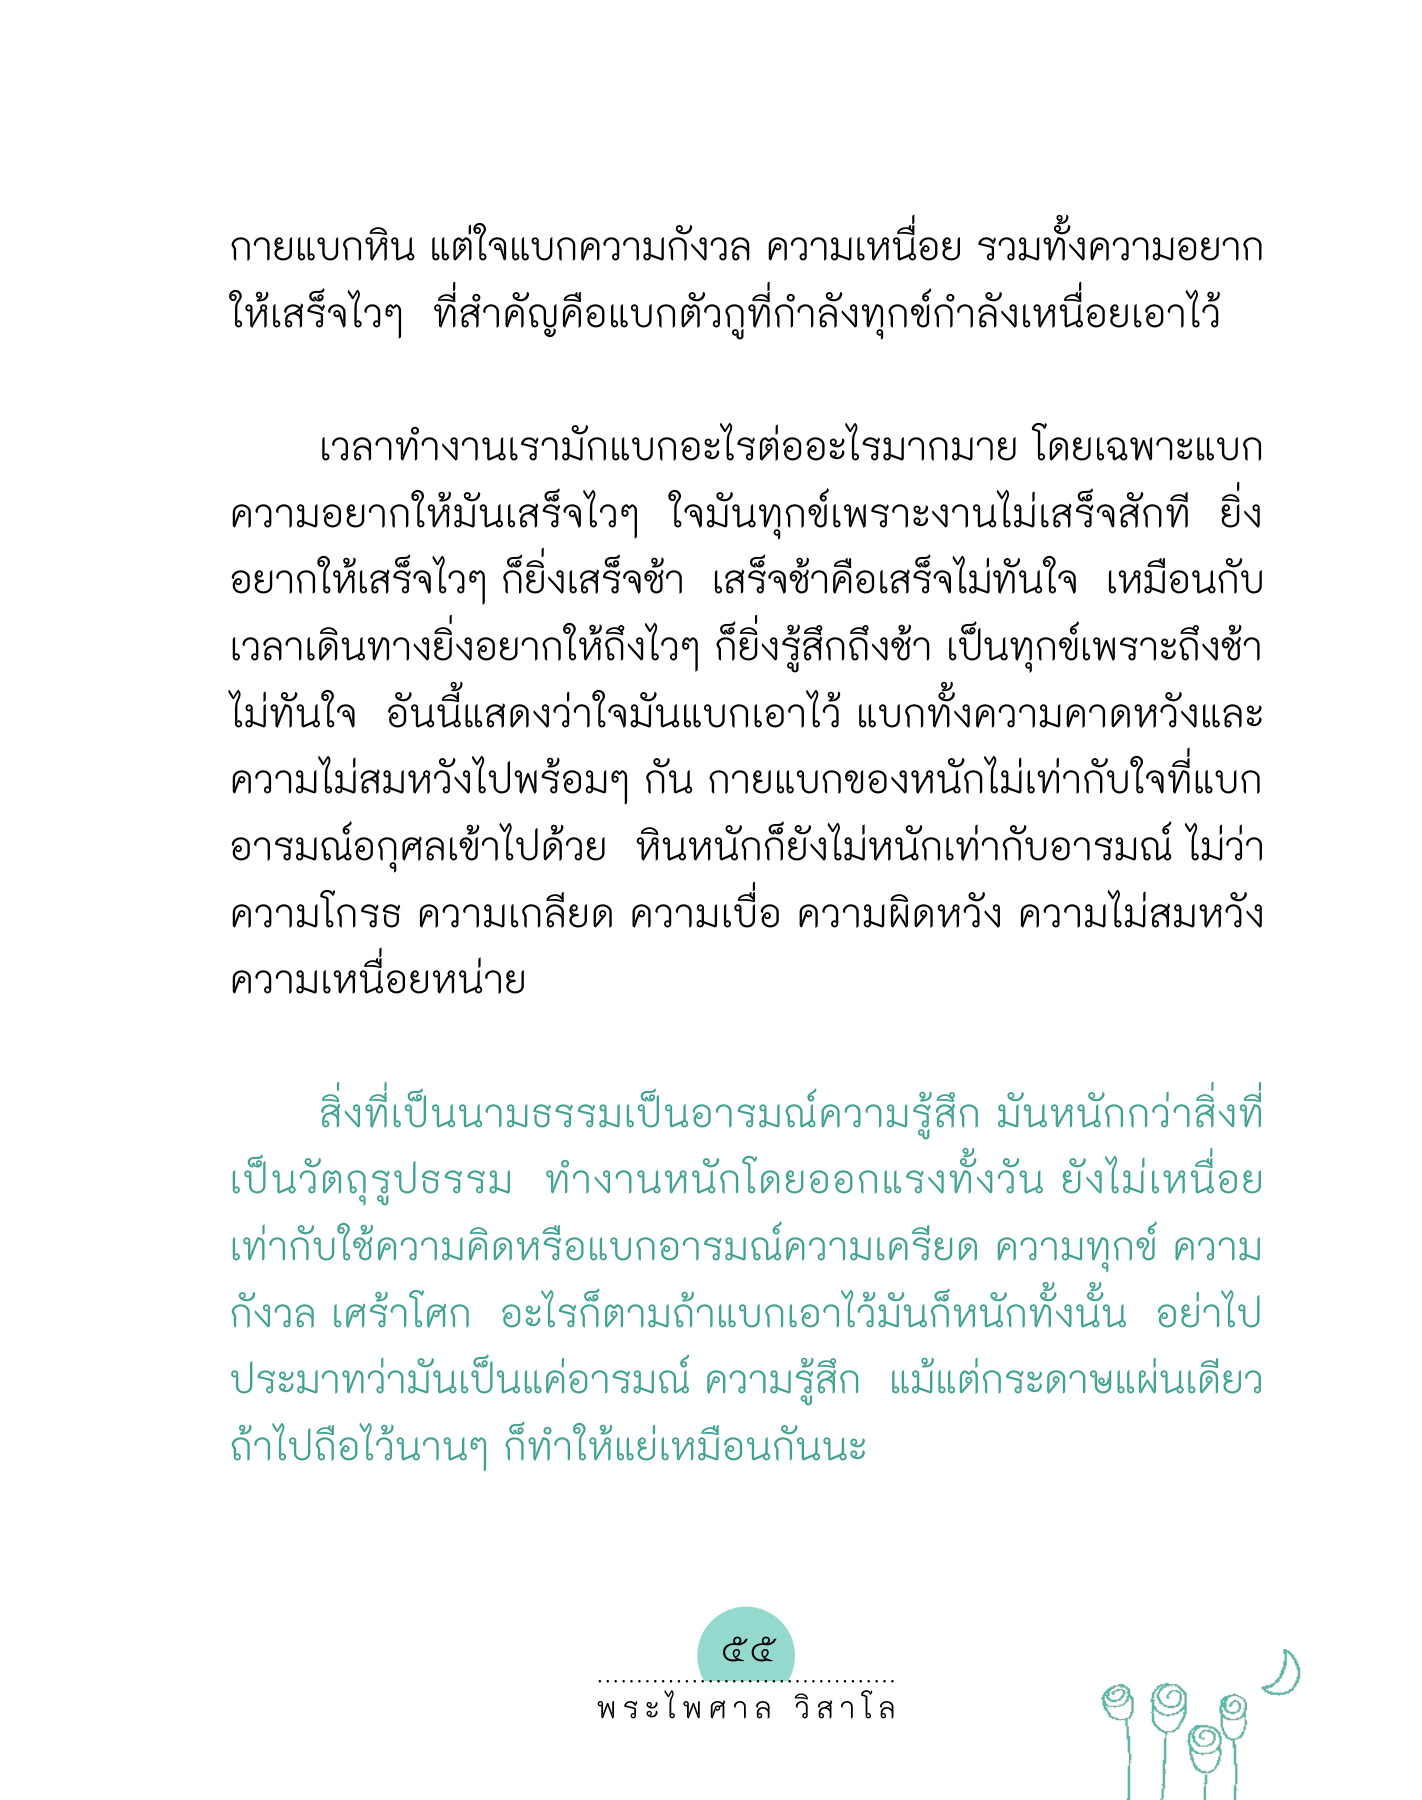 กายแบกหิน แต่ใจแบกความกังวล ความเหนื่อย รวมทั้งความอยาก
ให้เสร็จไวๆ ที่สำคัญคือแบกตัวกูที่กำลังทุกข์กำลังเหนื่อยเอาไว้
เวลาทำงานเรามักแบกอะไรต่ออะไรมากมาย โดยเฉพาะแบก
ความอยากให้มันเสร็จไวๆ ใจมันทุกข์เพราะงานไม่เสร็จสักที ยิ่ง
อยากให้เสร็จไวๆ ก็ยิ่งเสร็จช้า เสร็จช้าคือเสร็จไม่ทันใจ เหมือนกับ
เวลาเดินทางยิ่งอยากให้ถึงไวๆ ก็ยิ่งรู้สึกถึงช้า เป็นทุกข์เพราะถึงช้า
ไม่ทันใจ อันนี้แสดงว่าใจมันแบกเอาไว้ แบกทั้งความคาดหวังและ
ความไม่สมหวังไปพร้อมๆ กัน กายแบกของหนักไม่เท่ากับใจที่แบก
อารมณ์อกุศลเข้าไปด้วย หินหนักก็ยังไม่หนักเท่ากับอารมณ์ ไม่ว่า
ความโกรธ ความเกลียด ความเบื่อ ความผิดหวัง ความไม่สมหวัง
ความเหนื่อยหน่าย
สิ่งที่เป็นนามธรรมเป็นอารมณ์ความรู้สึก มันหนักกว่าสิ่งที่
เป็นวัตถุรูปธรรม ทำงานหนักโดยออกแรงทั้งวัน ยังไม่เหนื่อย
เท่ากับใช้ความคิดหรือแบกอารมณ์ความเครียด ความทุกข์ ความ
กังวล เศร้าโศก อะไรก็ตามถ้าแบกเอาไว้มันก็หนักทั้งนั้น อย่าไป
ประมาทว่ามันเป็นแค่อารมณ์ ความรู้สึก แม้แต่กระดาษแผ่นเดียว
ถ้าไปถือไว้นานๆ ก็ทำให้แย่เหมือนกันนะ
๕๕
พระไพศาล วิสาโล